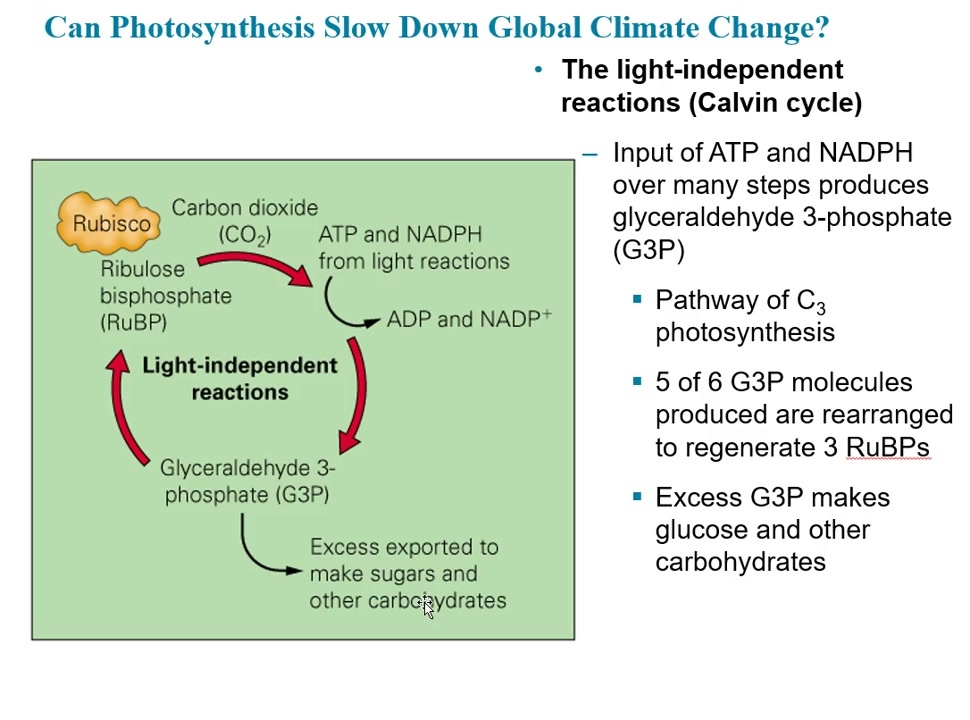 Can Photosynthesis Slow Down Global Climate Change?
• The light-independent
reactions (Calvin cycle)
– Input of ATP and NADPH
over many steps produces
glyceraldehyde 3-phosphate
(G3P)
▪ Pathway of C₃
photosynthesis
▪ 5 of 6 G3P molecules
produced are rearranged
to regenerate 3 RuBPs
▪ Excess G3P makes
glucose and other
carbohydrates
Rubisco
Carbon dioxide
(CO₂)
ATP and NADPH
from light reactions
Ribulose
bisphosphate
(RuBP)
ADP and NADP⁺
Light-independent
reactions
Glyceraldehyde 3-
phosphate (G3P)
Excess exported to
make sugars and
other carbohydrates